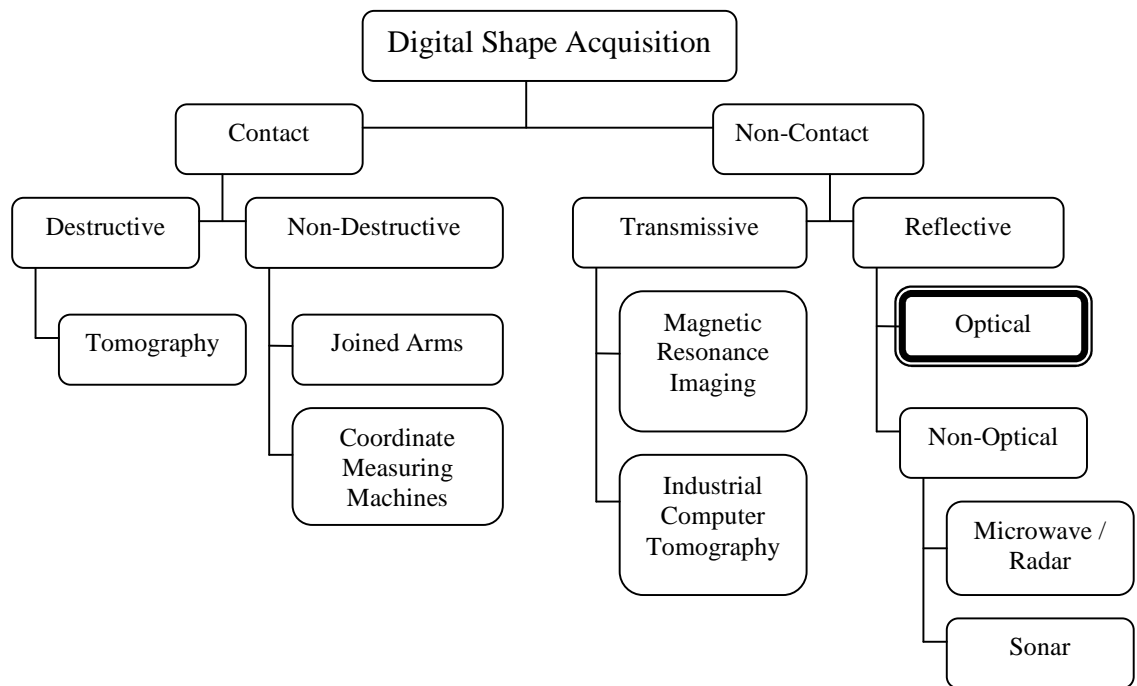 Digital Shape Acquisition
Contact
Non-Contact
Destructive
Non-Destructive
Transmissive
Reflective
Tomography
Joined Arms
Coordinate
Measuring
Machines
Magnetic
Resonance
Imaging
Industrial
Computer
Tomography
Optical
Non-Optical
Microwave /
Radar
Sonar